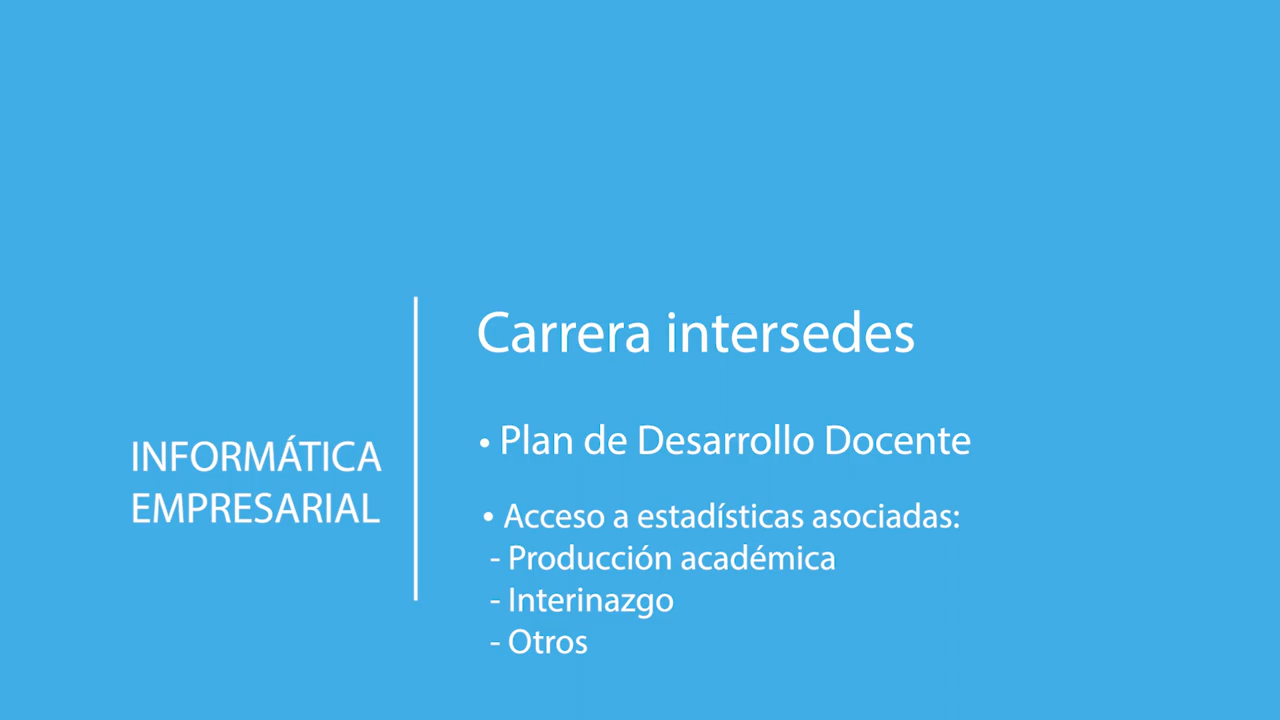 INFORMÁTICA
EMPRESARIAL
Carrera intersedes
• Plan de Desarrollo Docente
• Acceso a estadísticas asociadas:
- Producción académica
- Interinazgo
- Otros